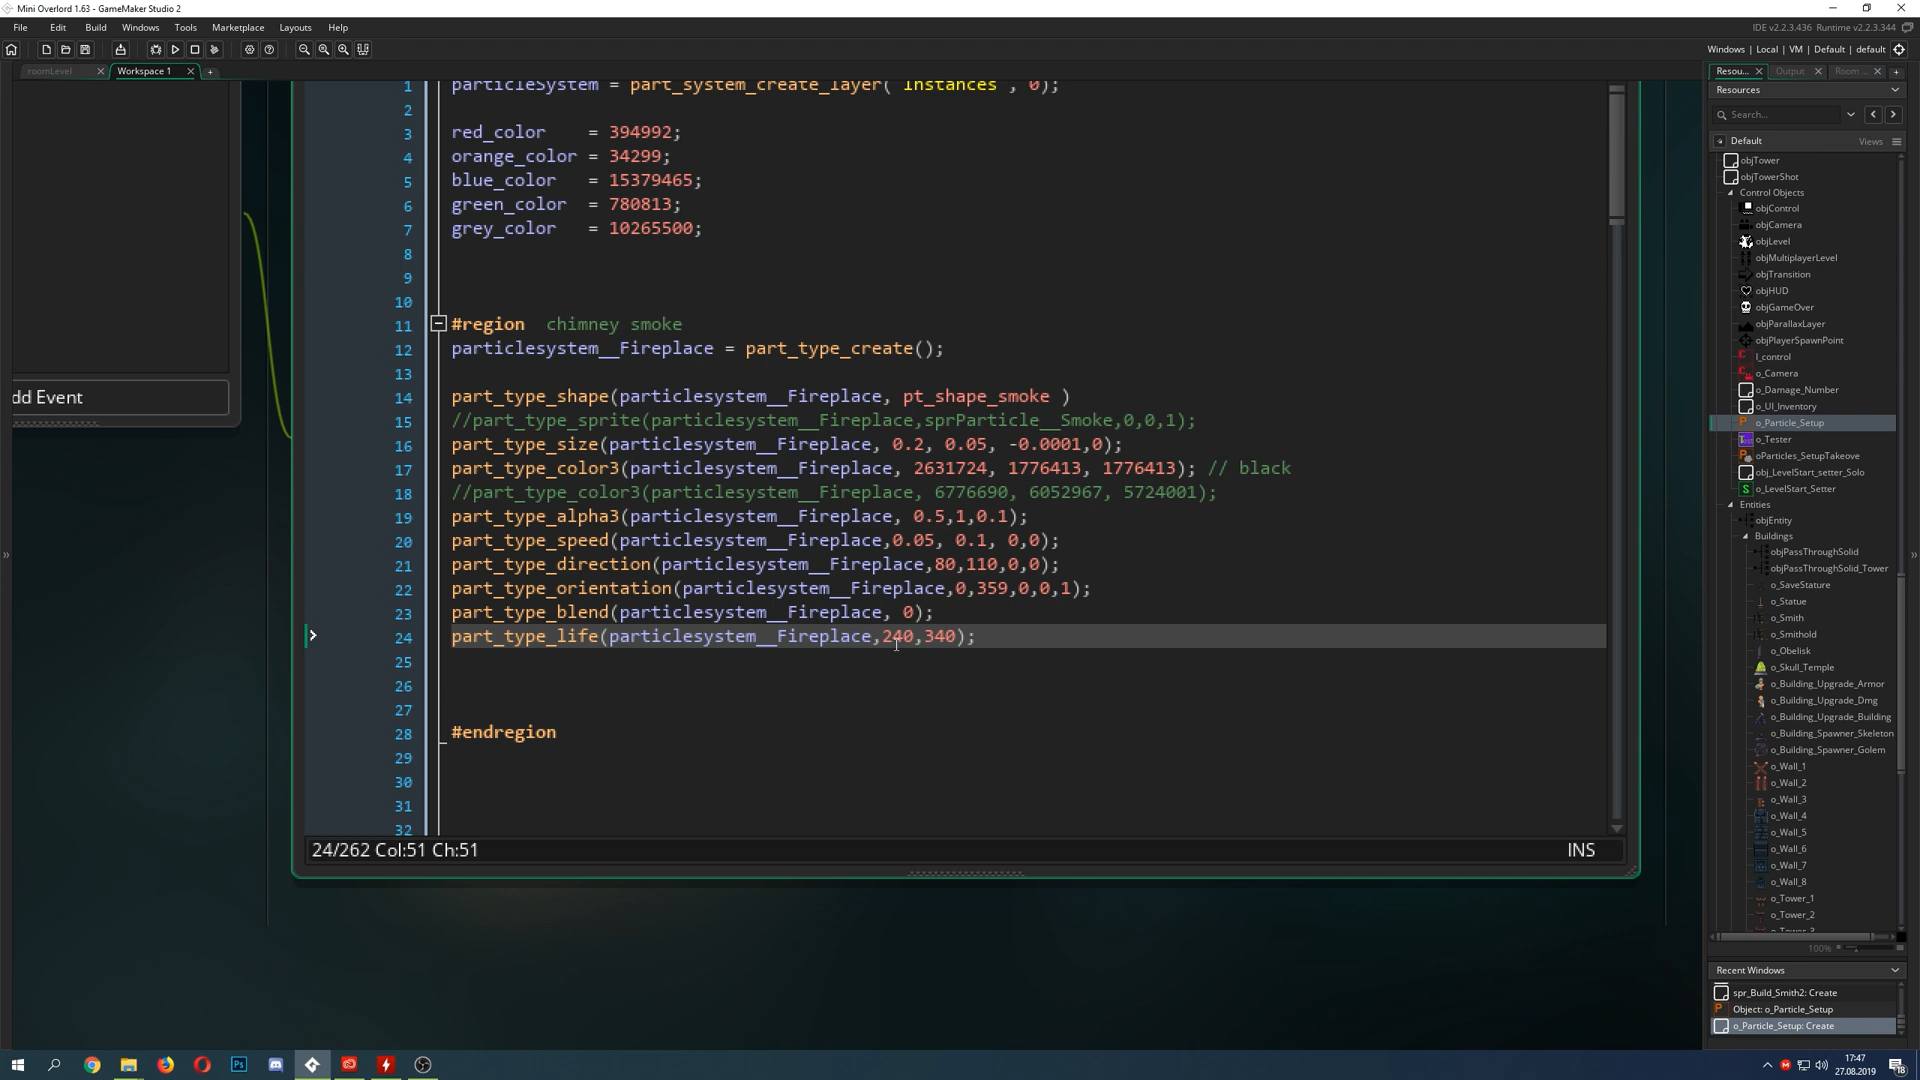 Mini Overlord 1.63 - GameMaker Studio 2
File Edit Build Windows Tools Marketplace Layouts Help
IDE v2.2.3.436 Runtime v2.2.3.344
Windows | Local | VM | Default | default
roomLevel
Workspace 1
Resou...
Output
Room ...
Resources
Search...
Default
Views
dd Event
1 particleSystem = part_system_create_layer( Instances , 0);
2
3 red_color = 394992;
4 orange_color = 34299;
5 blue_color = 15379465;
6 green_color = 780813;
7 grey_color = 10265500;
8
9
10
11 #region chimney smoke
12 particlesystem__Fireplace = part_type_create();
13
14 part_type_shape(particlesystem__Fireplace, pt_shape_smoke )
15 //part_type_sprite(particlesystem__Fireplace,sprParticle__Smoke,0,0,1);
16 part_type_size(particlesystem__Fireplace, 0.2, 0.05, -0.0001,0);
17 part_type_color3(particlesystem__Fireplace, 2631724, 1776413, 1776413); // black
18 //part_type_color3(particlesystem__Fireplace, 6776690, 6052967, 5724001);
19 part_type_alpha3(particlesystem__Fireplace, 0.5,1,0.1);
20 part_type_speed(particlesystem__Fireplace,0.05, 0.1, 0,0);
21 part_type_direction(particlesystem__Fireplace,80,110,0,0);
22 part_type_orientation(particlesystem__Fireplace,0,359,0,0,1);
23 part_type_blend(particlesystem__Fireplace, 0);
24 part_type_life(particlesystem__Fireplace,240,340);
25
26
27
28 #endregion
29
30
31
32
24/262 Col:51 Ch:51
INS
objTower
objTowerShot
Control Objects
objControl
objCamera
objLevel
objMultiplayerLevel
objTransition
objHUD
objGameOver
objParallaxLayer
objPlayerSpawnPoint
I_control
o_Camera
o_Damage_Number
o_UI_Inventory
o_Particle_Setup
o_Tester
oParticles_SetupTakeove
obj_LevelStart_setter_Solo
o_LevelStart_Setter
Entities
objEntity
Buildings
objPassThroughSolid
objPassThroughSolid_Tower
o_SaveStature
o_Statue
o_Smith
o_Smithold
o_Obelisk
o_Skull_Temple
o_Building_Upgrade_Armor
o_Building_Upgrade_Dmg
o_Building_Upgrade_Building
o_Building_Spawner_Skeleton
o_Building_Spawner_Golem
o_Wall_1
o_Wall_2
o_Wall_3
o_Wall_4
o_Wall_5
o_Wall_6
o_Wall_7
o_Wall_8
o_Tower_1
o_Tower_2
100%
Recent Windows
spr_Build_Smith2: Create
Object: o_Particle_Setup
o_Particle_Setup: Create
17:47
27.08.2019
18